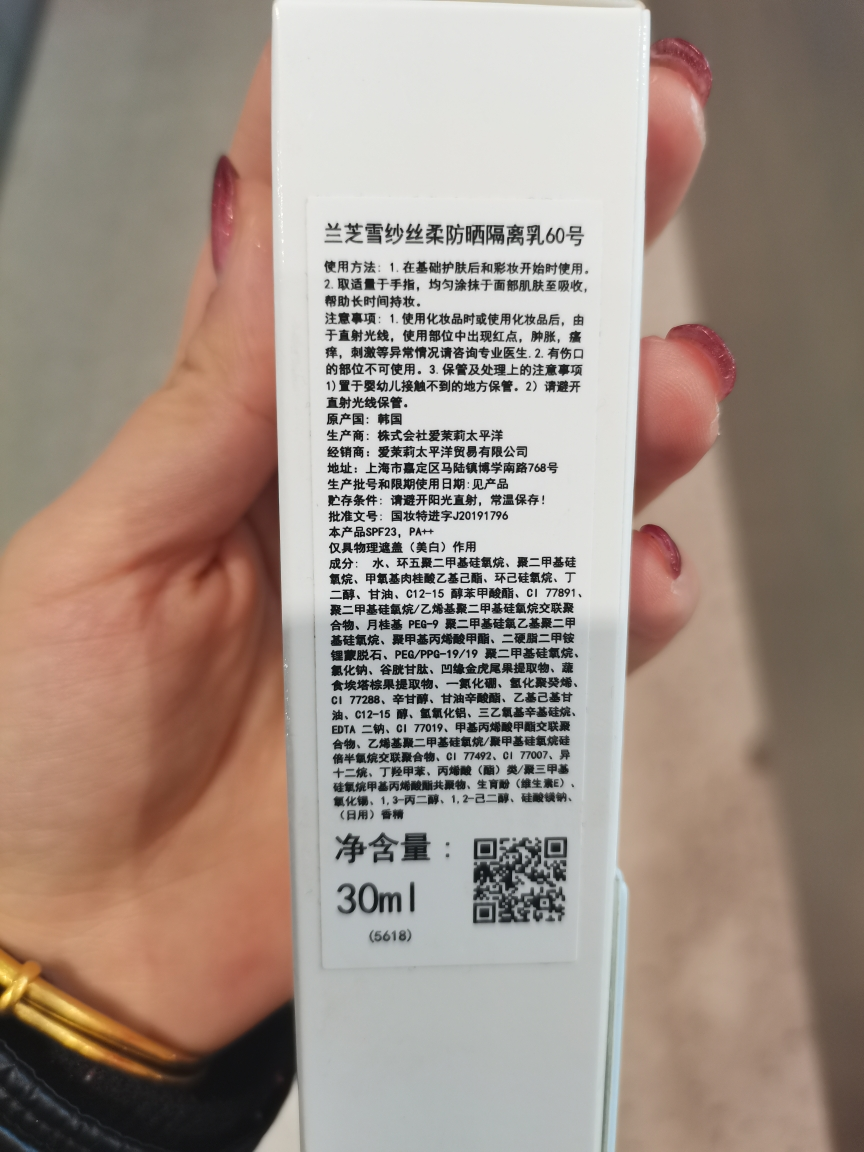 兰芝雪纱丝柔防晒隔离乳60号
使用方法：1.在基础护肤后和彩妆开始时使用。
2.取适量于手指，均匀涂抹于面部肌肤至吸收，
帮助长时间持妆。
注意事项：1.使用化妆品时或使用化妆品后，由
于直射光线，使用部位中出现红点，肿胀，瘙
痒，刺激等异常情况请咨询专业医生.2.有伤口
的部位不可使用。3.保管及处理上的注意事项
1)置于婴幼儿接触不到的地方保管。2）请避开
直射光线保管。
原产国：韩国
生产商：株式会社爱茉莉太平洋
经销商：爱茉莉太平洋贸易有限公司
地址：上海市嘉定区马陆镇博学南路768号
生产批号和限期使用日期:见产品
贮存条件：请避开阳光直射，常温保存！
批准文号：国妆特进字J20191796
本产品SPF23，PA++
仅具物理遮盖（美白）作用
成分： 水、环五聚二甲基硅氧烷、聚二甲基硅
氧烷、甲氧基肉桂酸乙基己酯、环己硅氧烷、丁
二醇、甘油、C12-15 醇苯甲酸酯、CI 77891、
聚二甲基硅氧烷/乙烯基聚二甲基硅氧烷交联聚
合物、月桂基 PEG-9 聚二甲基硅氧乙基聚二甲
基硅氧烷、聚甲基丙烯酸甲酯、二硬脂二甲铵
锂蒙脱石、PEG/PPG-19/19 聚二甲基硅氧烷、
氯化钠、谷胱甘肽、凹缘金虎尾果提取物、蔬
食埃塔棕果提取物、一氮化硼、氢化聚癸烯、
CI 77288、辛甘醇、甘油辛酸酯、乙基己基甘
油、C12-15 醇、氢氧化铝、三乙氧基辛基硅烷、
EDTA 二钠、CI 77019、甲基丙烯酸甲酯交联聚
合物、乙烯基聚二甲基硅氧烷/聚甲基硅氧烷硅
倍半氧烷交联聚合物、CI 77492、CI 77007、异
十二烷、丁羟甲苯、丙烯酸（酯）类/聚三甲基
硅氧烷甲基丙烯酸酯共聚物、生育酚（维生素E）、
氧化锡、1,3-丙二醇、1,2-己二醇、硅酸镁钠、
（日用）香精
净含量：
30ml
(5618)